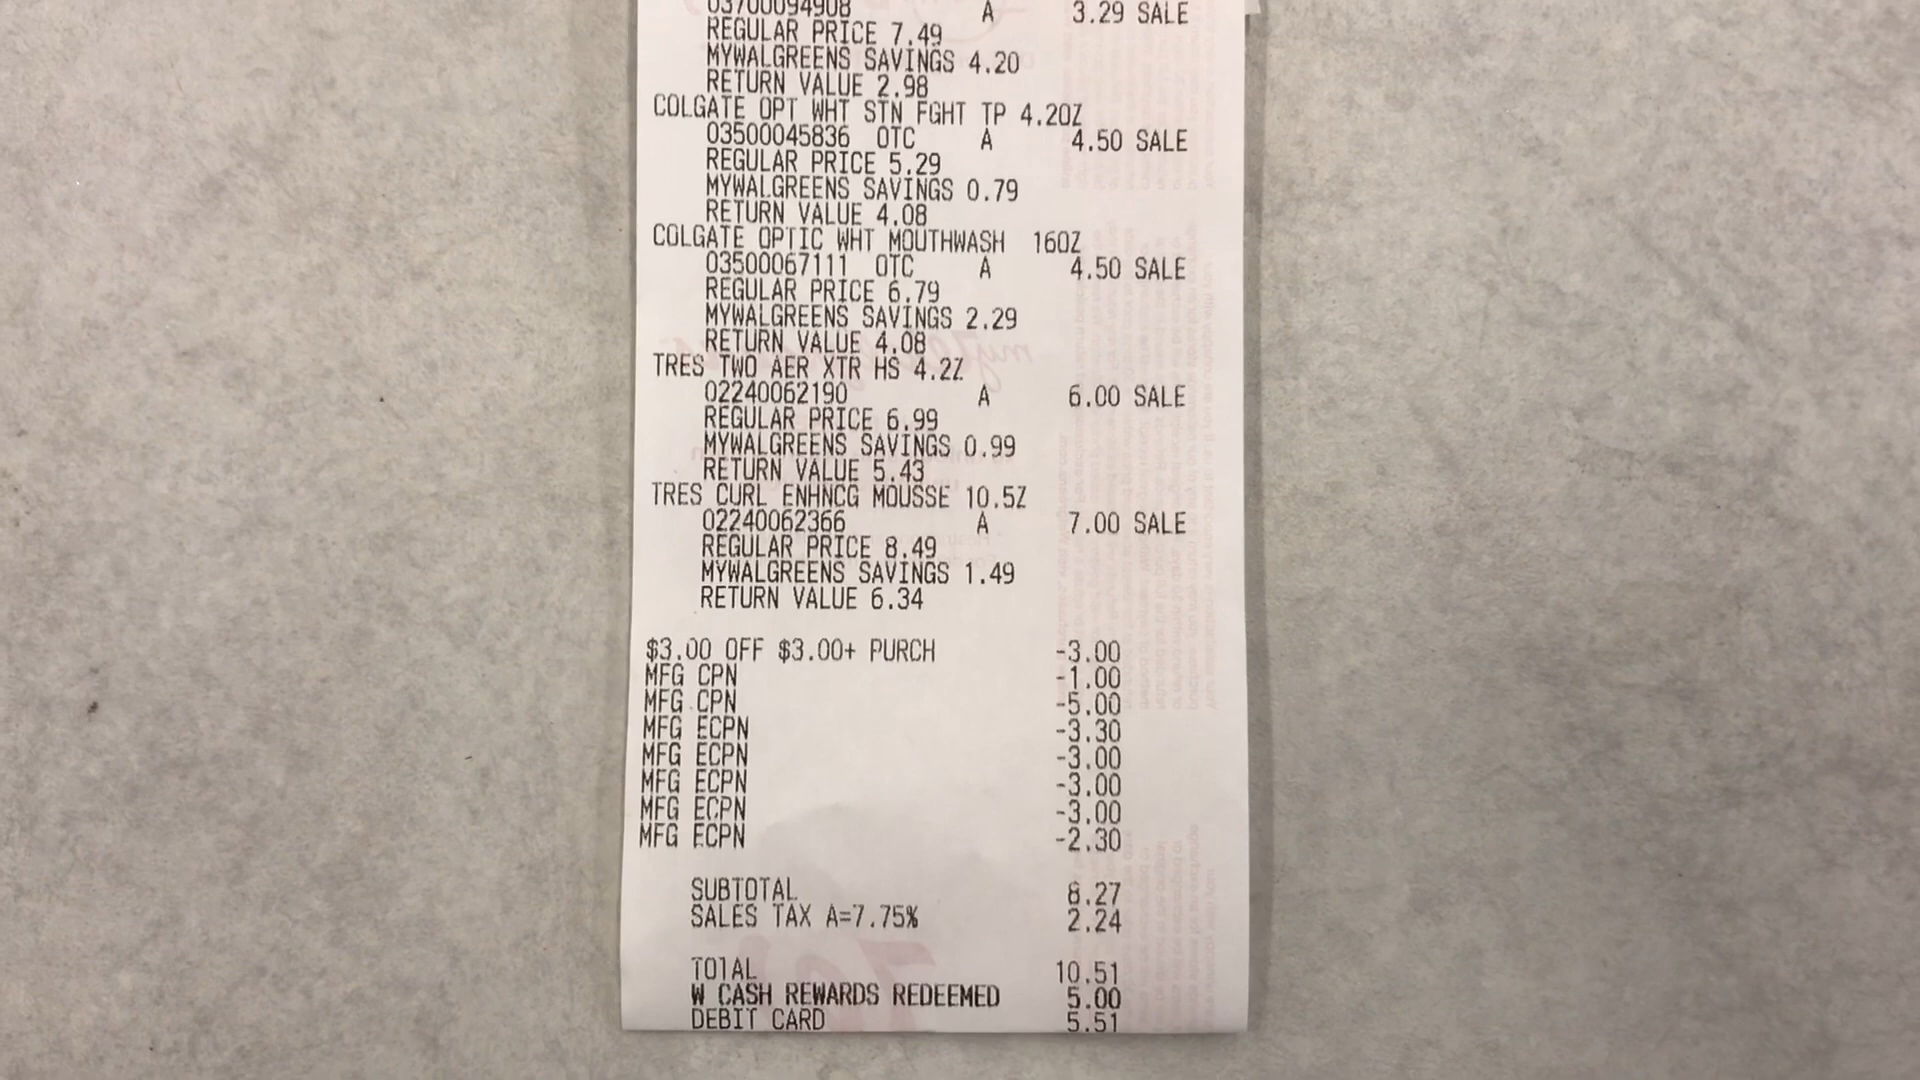 03700094908 A 3.29 SALE
REGULAR PRICE 7.49
MYWALGREENS SAVINGS 4.20
RETURN VALUE 2.98
COLGATE OPT WHT STN FGHT TP 4.2OZ
03500045836 OTC A 4.50 SALE
REGULAR PRICE 5.29
MYWALGREENS SAVINGS 0.79
RETURN VALUE 4.08
COLGATE OPTIC WHT MOUTHWASH 16OZ
03500067111 OTC A 4.50 SALE
REGULAR PRICE 6.79
MYWALGREENS SAVINGS 2.29
RETURN VALUE 4.08
TRES TWO AER XTR HS 4.2Z
02240062190 A 6.00 SALE
REGULAR PRICE 6.99
MYWALGREENS SAVINGS 0.99
RETURN VALUE 5.43
TRES CURL ENHNCG MOUSSE 10.5Z
02240062366 A 7.00 SALE
REGULAR PRICE 8.49
MYWALGREENS SAVINGS 1.49
RETURN VALUE 6.34
$3.00 OFF $3.00+ PURCH -3.00
MFG CPN -1.00
MFG CPN -5.00
MFG ECPN -3.30
MFG ECPN -3.00
MFG ECPN -3.00
MFG ECPN -3.00
MFG ECPN -2.30
SUBTOTAL 8.27
SALES TAX A=7.75% 2.24
TOTAL 10.51
W CASH REWARDS REDEEMED 5.00
DEBIT CARD 5.51